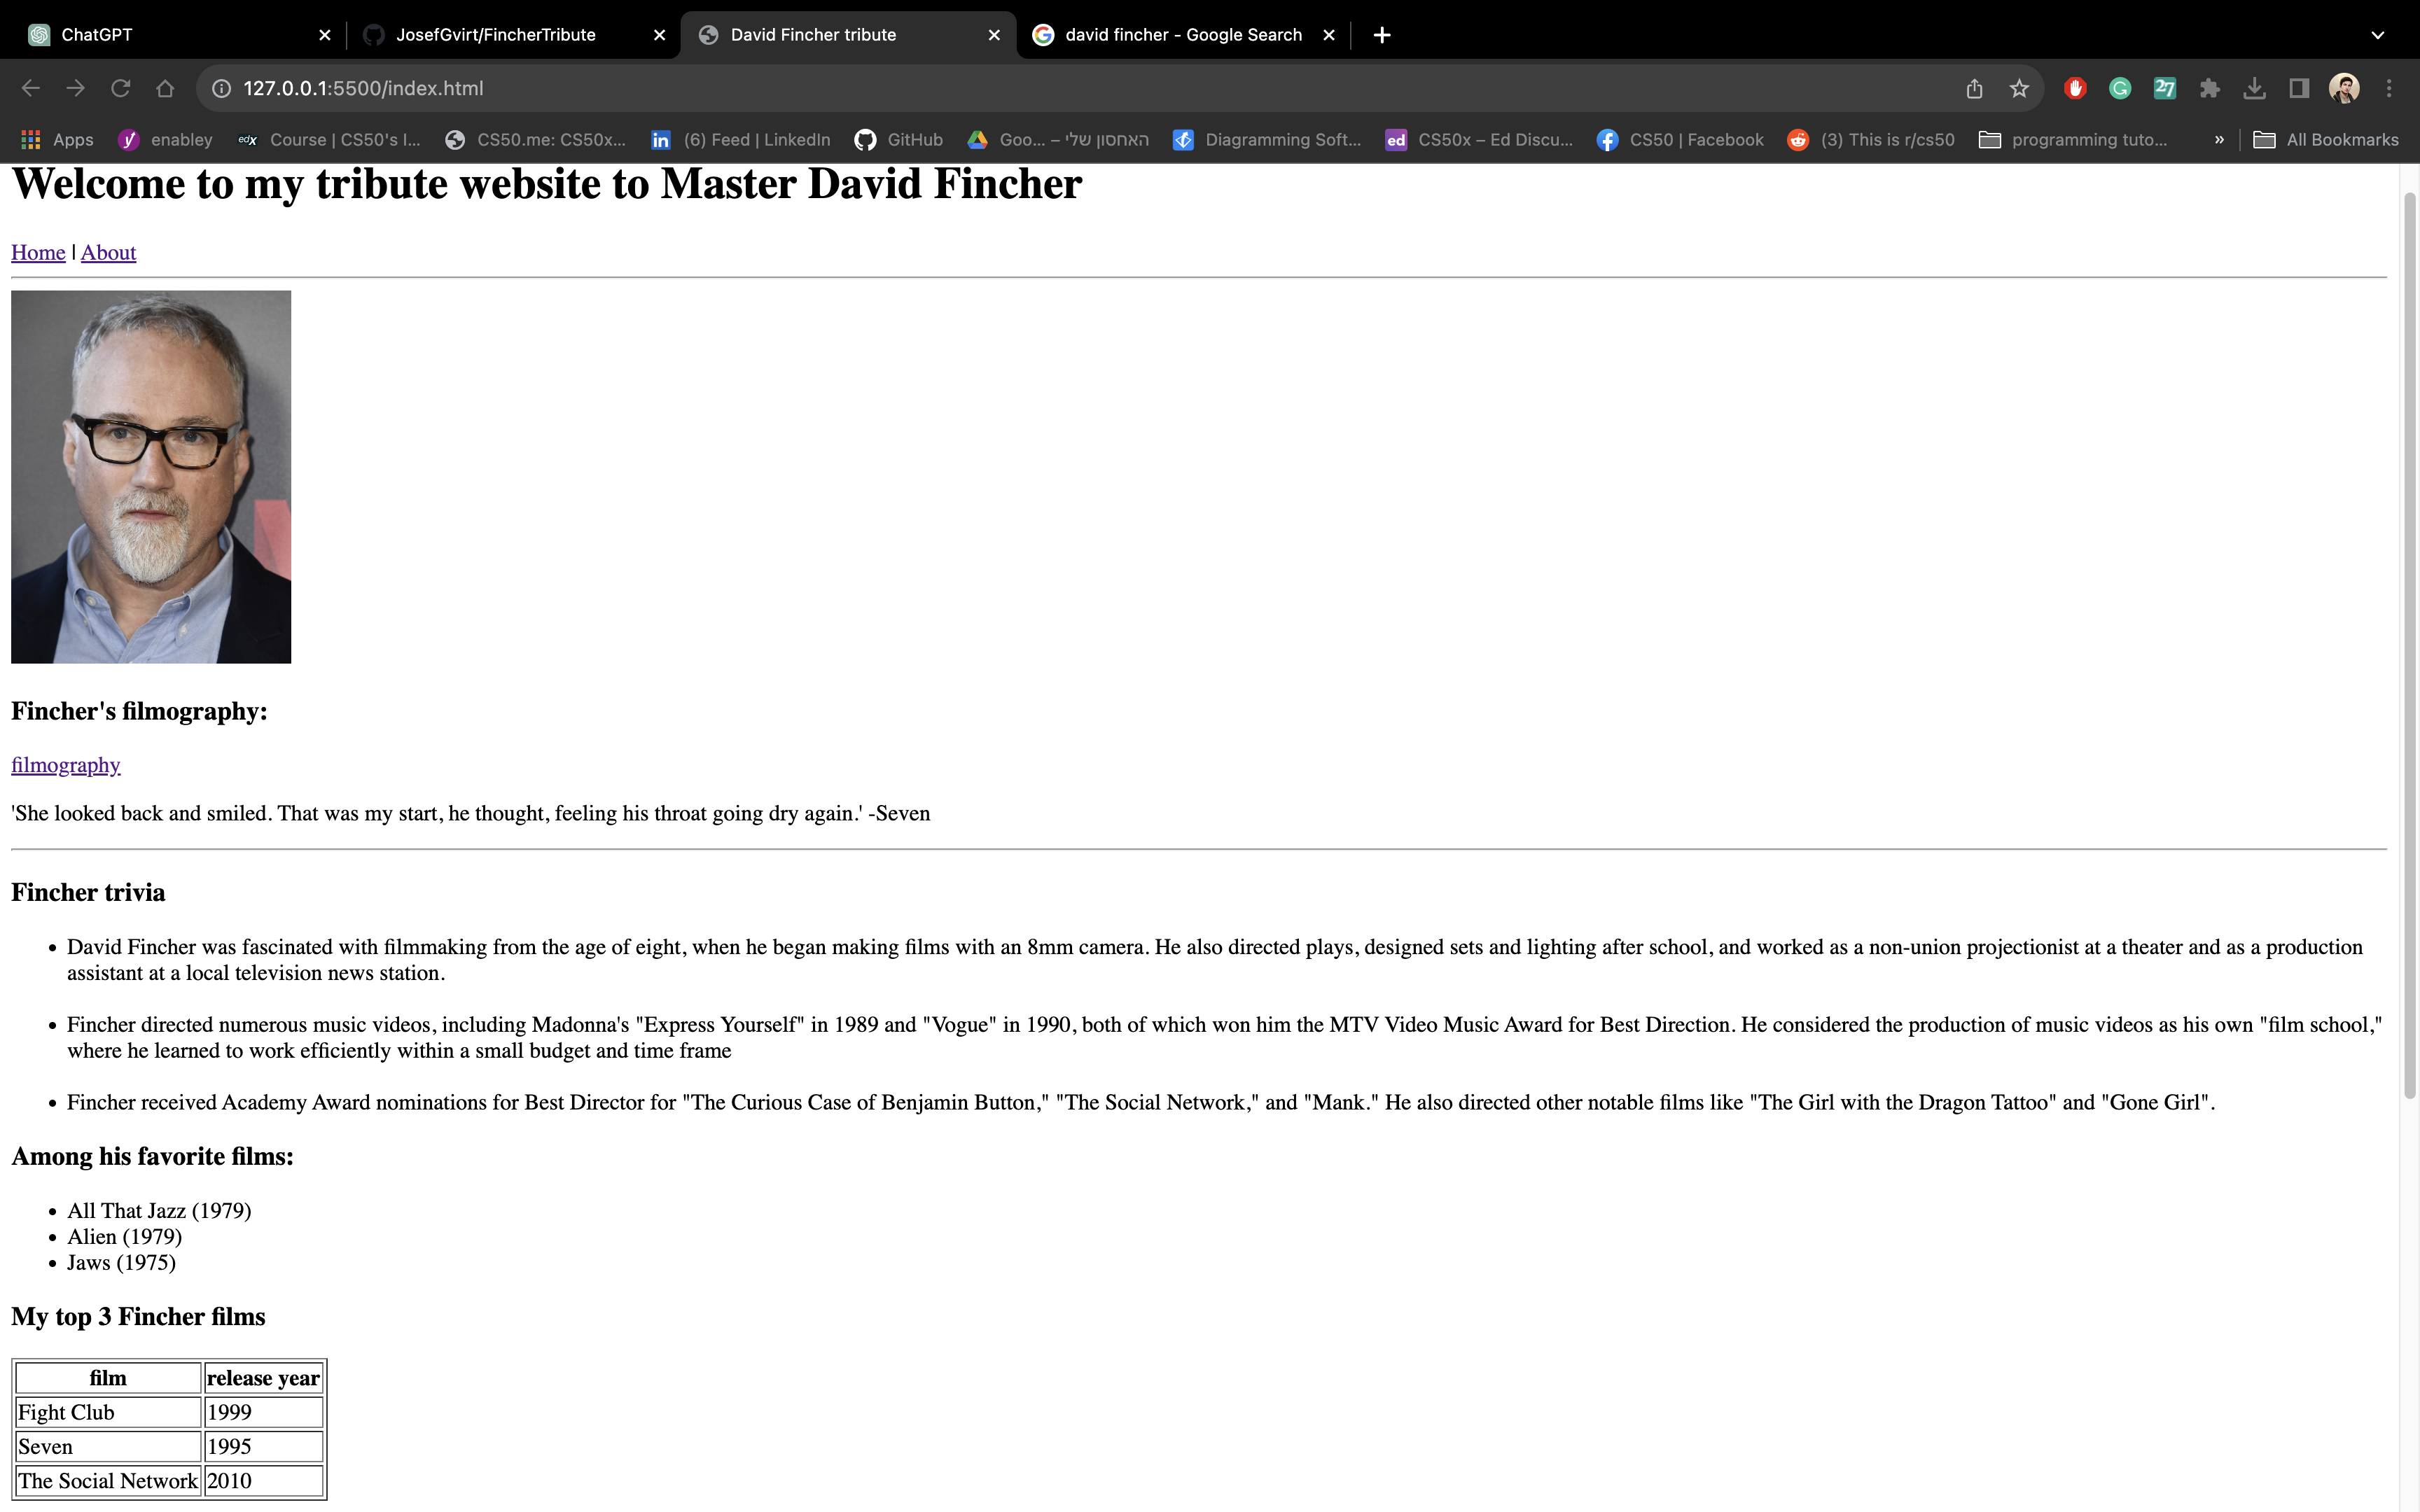 ChatGPT
JosefGvirt/FincherTribute
David Fincher tribute
david fincher - Google Search
127.0.0.1:5500/index.html
27
Apps
enabley
edX
Course | CS50's I...
CS50.me: CS50x...
(6) Feed | LinkedIn
GitHub
Goo... – האחסון שלי
Diagramming Soft...
ed
CS50x – Ed Discu...
CS50 | Facebook
(3) This is r/cs50
programming tuto...
»
All Bookmarks
Welcome to my tribute website to Master David Fincher
Home | About
Fincher's filmography:
filmography
'She looked back and smiled. That was my start, he thought, feeling his throat going dry again.' -Seven
Fincher trivia
• David Fincher was fascinated with filmmaking from the age of eight, when he began making films with an 8mm camera. He also directed plays, designed sets and lighting after school, and worked as a non-union projectionist at a theater and as a production
assistant at a local television news station.
• Fincher directed numerous music videos, including Madonna's "Express Yourself" in 1989 and "Vogue" in 1990, both of which won him the MTV Video Music Award for Best Direction. He considered the production of music videos as his own "film school,"
where he learned to work efficiently within a small budget and time frame
• Fincher received Academy Award nominations for Best Director for "The Curious Case of Benjamin Button," "The Social Network," and "Mank." He also directed other notable films like "The Girl with the Dragon Tattoo" and "Gone Girl".
Among his favorite films:
• All That Jazz (1979)
• Alien (1979)
• Jaws (1975)
My top 3 Fincher films
film release year
Fight Club 1999
Seven 1995
The Social Network 2010